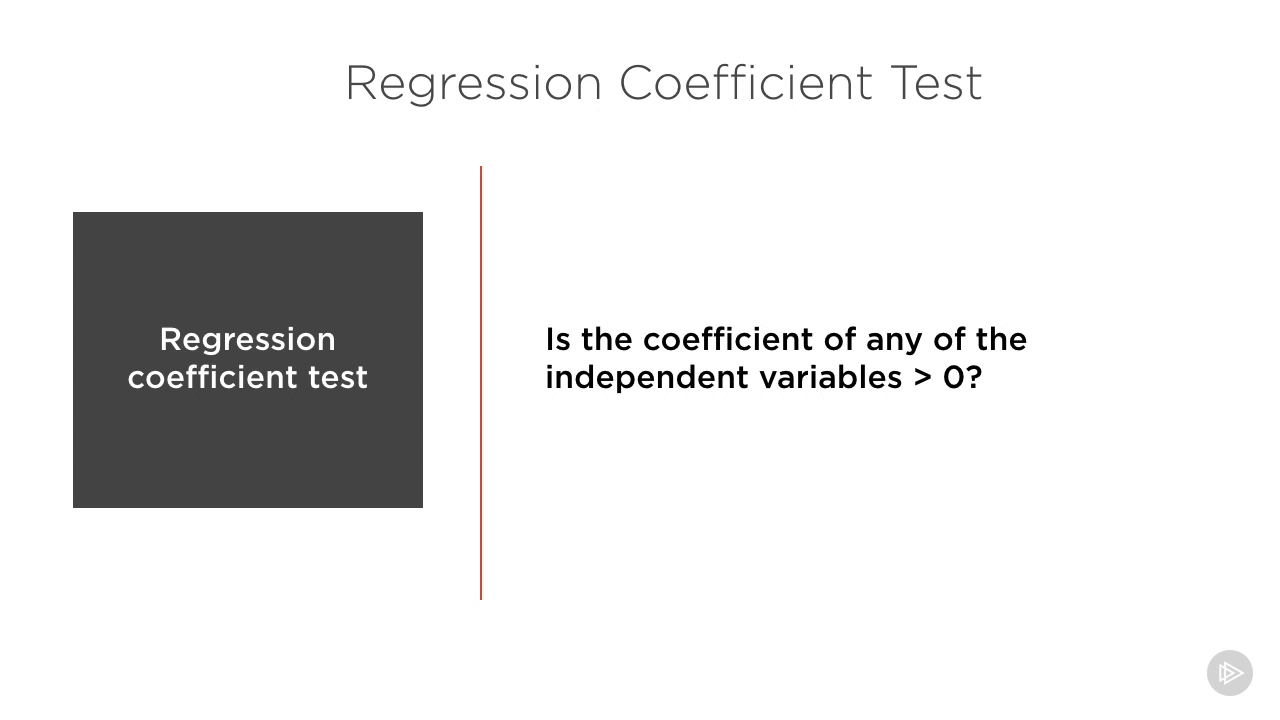 Regression Coefficient Test
Regression
coefficient test
Is the coefficient of any of the
independent variables > 0?